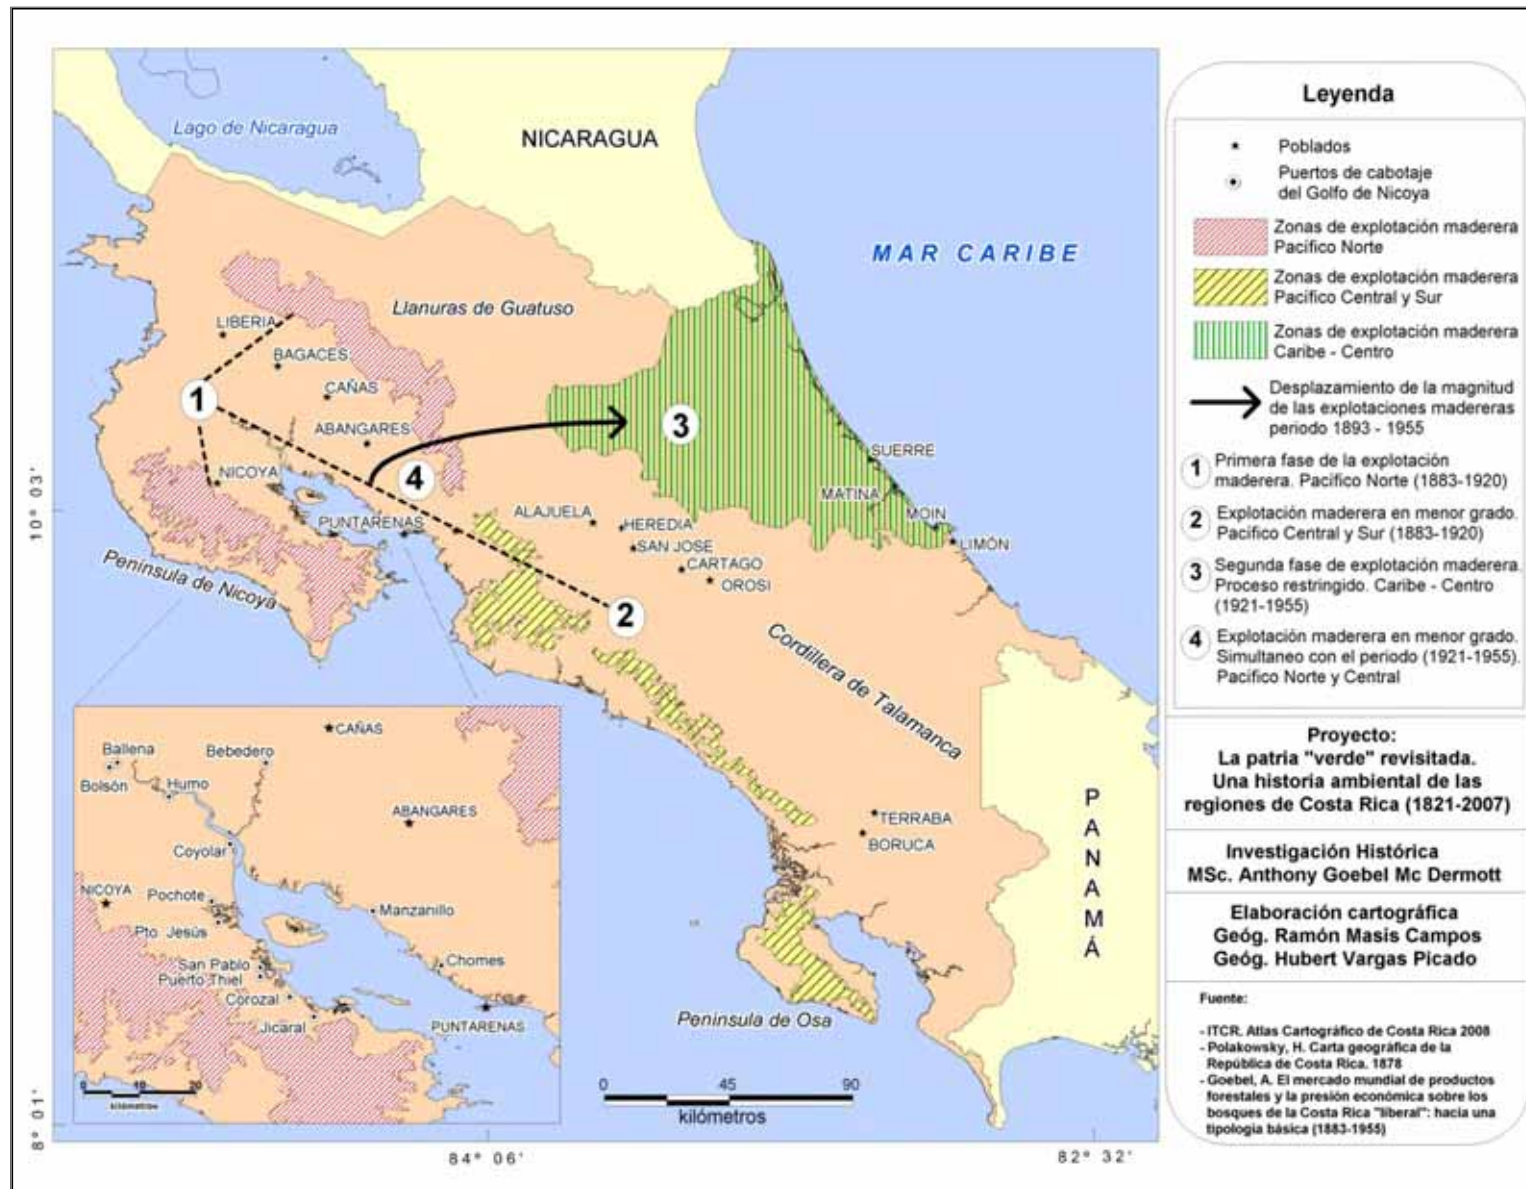 Lago de Nicaragua
NICARAGUA
MAR CARIBE
Llanuras de Guatuso
LIBERIA
BAGACES
CAÑAS
ABANGARES
NICOYA
PUNTARENAS
Península de Nicoya
1
4
3
2
ALAJUELA
HEREDIA
SAN JOSE
CARTAGO
OROSI
SUERRE
MATINA
MOIN
LIMÓN
Cordillera de Talamanca
TERRABA
BORUCA
PANAMÁ
Península de Osa
10° 03'
8° 01'
84° 06'
82° 32'
0 45 90
kilómetros
CAÑAS
Ballena
Bebedero
Bolsón
Humo
ABANGARES
Coyolar
NICOYA
Pochote
Manzanillo
Pto. Jesús
San Pablo
Puerto Thiel
Chomes
Corozal
Jicaral
PUNTARENAS
0 10 20
kilómetros
Leyenda
Poblados
Puertos de cabotaje
del Golfo de Nicoya
Zonas de explotación maderera
Pacífico Norte
Zonas de explotación maderera
Pacífico Central y Sur
Zonas de explotación maderera
Caribe - Centro
Desplazamiento de la magnitud
de las explotaciones madereras
periodo 1893 - 1955
1 Primera fase de la explotación
maderera. Pacífico Norte (1883-1920)
2 Explotación maderera en menor grado.
Pacífico Central y Sur (1883-1920)
3 Segunda fase de explotación maderera.
Proceso restringido. Caribe - Centro
(1921-1955)
4 Explotación maderera en menor grado.
Simultaneo con el periodo (1921-1955).
Pacífico Norte y Central
Proyecto:
La patria "verde" revisitada.
Una historia ambiental de las
regiones de Costa Rica (1821-2007)
Investigación Histórica
MSc. Anthony Goebel Mc Dermott
Elaboración cartográfica
Geóg. Ramón Masis Campos
Geóg. Hubert Vargas Picado
Fuente:
- ITCR. Atlas Cartográfico de Costa Rica 2008
- Polakowsky, H. Carta geográfica de la
República de Costa Rica. 1878
- Goebel, A. El mercado mundial de productos
forestales y la presión económica sobre los
bosques de la Costa Rica "liberal": hacia una
tipología básica (1883-1955)